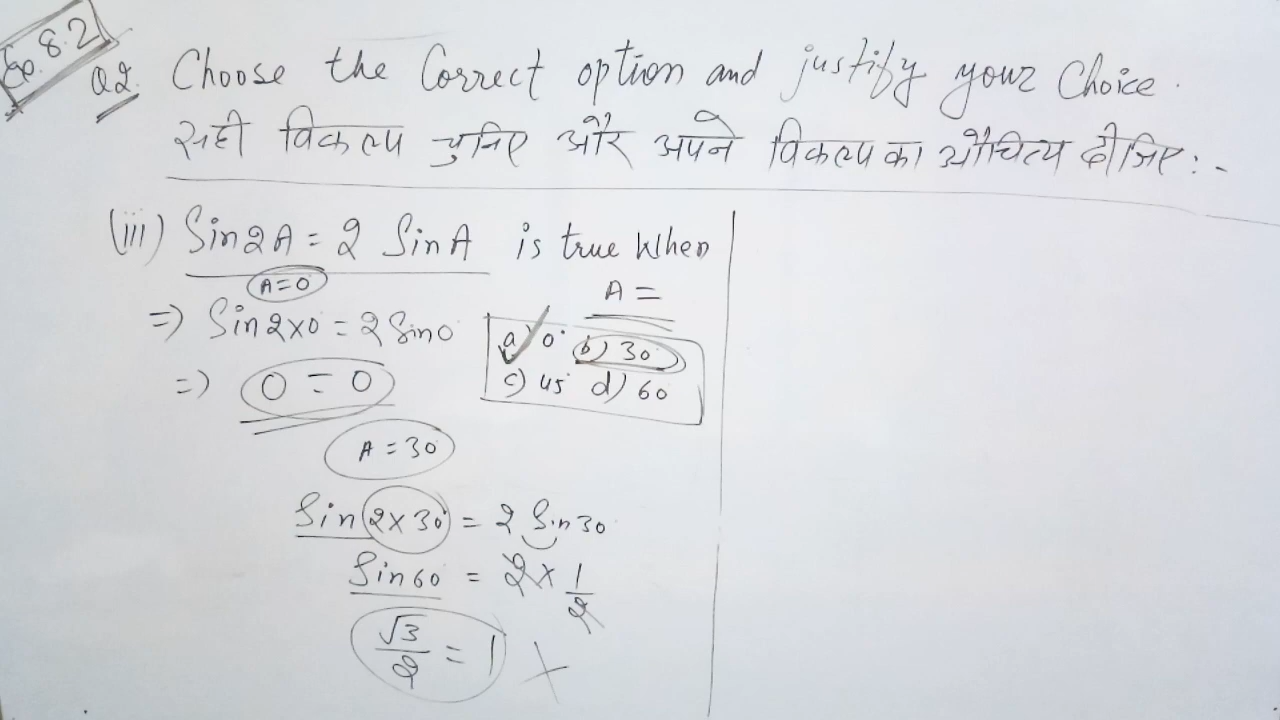 Ex. 8.2
Q2. Choose the Correct option and justify your Choice.
सही विकल्प चुनिए और अपने विकल्प का औचित्य दीजिए :-
(iii) Sin2A = 2 SinA is true When
A =
a) 0° b) 30°
c) 45° d) 60
A=0
=) Sin2×0 = 2Sin0
=) 0 = 0
A = 30
Sin 2×30 = 2 Sin30
Sin60 = 2 × 1/2
√3/2 = 1 ×